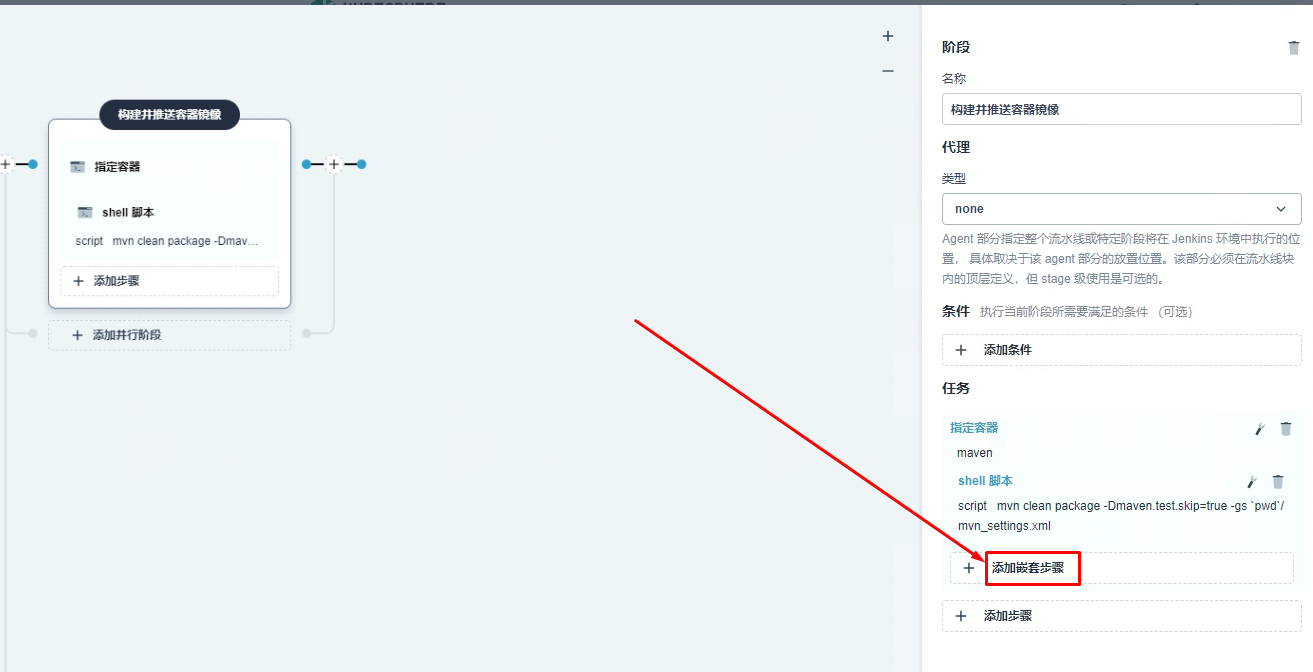 构建并推送容器镜像
指定容器
shell 脚本
script mvn clean package -Dmav...
添加步骤
添加并行阶段
阶段
名称
构建并推送容器镜像
代理
类型
none
Agent 部分指定整个流水线或特定阶段将在 Jenkins 环境中执行的位
置， 具体取决于该 agent 部分的放置位置。该部分必须在流水线块
内的顶层定义，但 stage 级使用是可选的。
条件 执行当前阶段所需要满足的条件 （可选）
添加条件
任务
指定容器
maven
shell 脚本
script mvn clean package -Dmaven.test.skip=true -gs `pwd`/
mvn_settings.xml
添加嵌套步骤
添加步骤